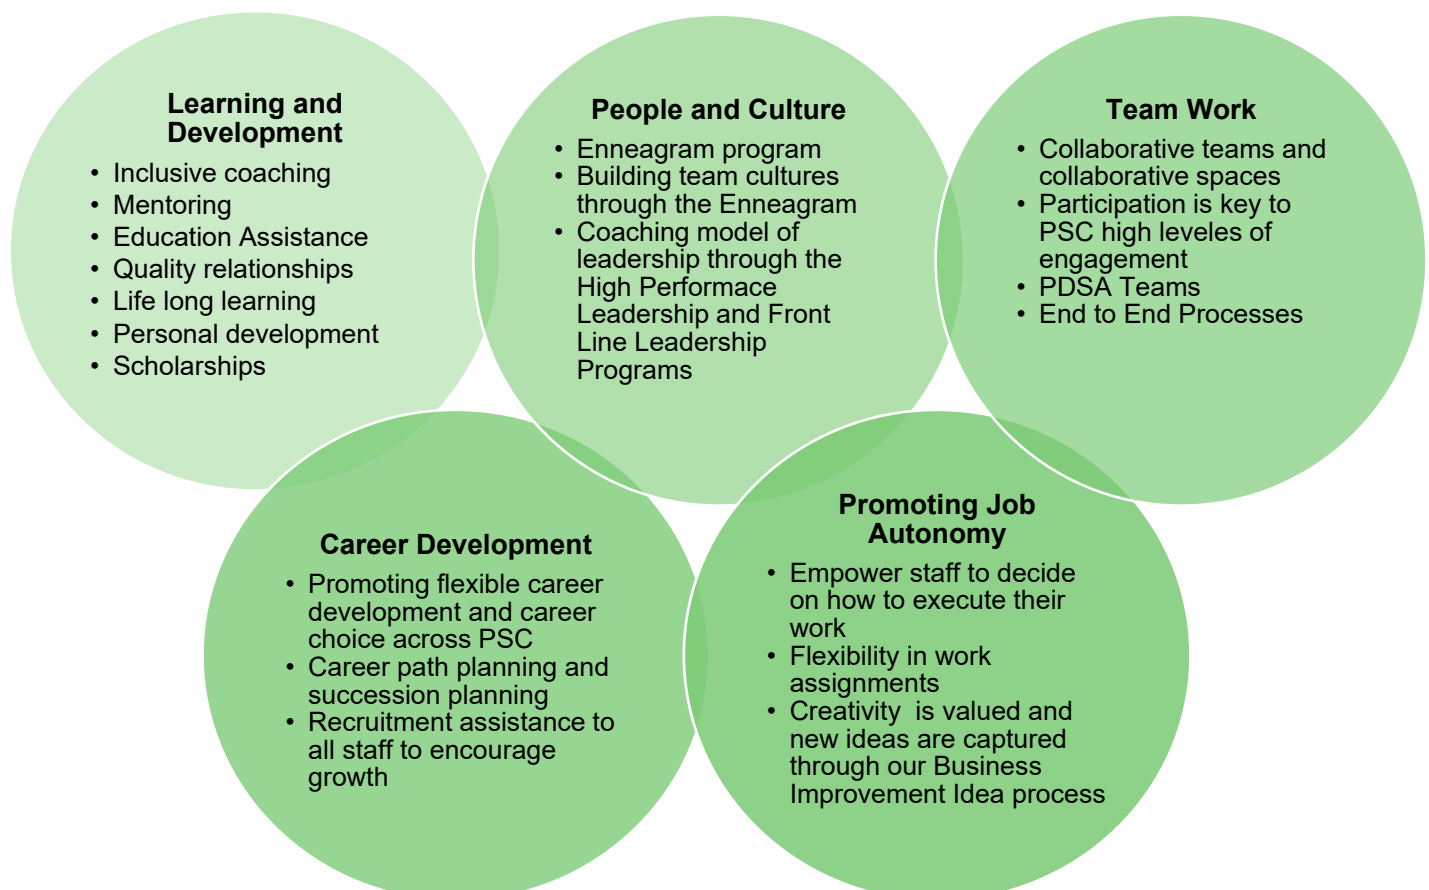 Learning and
Development
• Inclusive coaching
• Mentoring
• Education Assistance
• Quality relationships
• Life long learning
• Personal development
• Scholarships
People and Culture
• Enneagram program
• Building team cultures
through the Enneagram
• Coaching model of
leadership through the
High Performace
Leadership and Front
Line Leadership
Programs
Team Work
• Collaborative teams and
collaborative spaces
• Participation is key to
PSC high leveles of
engagement
• PDSA Teams
• End to End Processes
Career Development
• Promoting flexible career
development and career
choice across PSC
• Career path planning and
succession planning
• Recruitment assistance to
all staff to encourage
growth
Promoting Job
Autonomy
• Empower staff to decide
on how to execute their
work
• Flexibility in work
assignments
• Creativity  is valued and
new ideas are captured
through our Business
Improvement Idea process